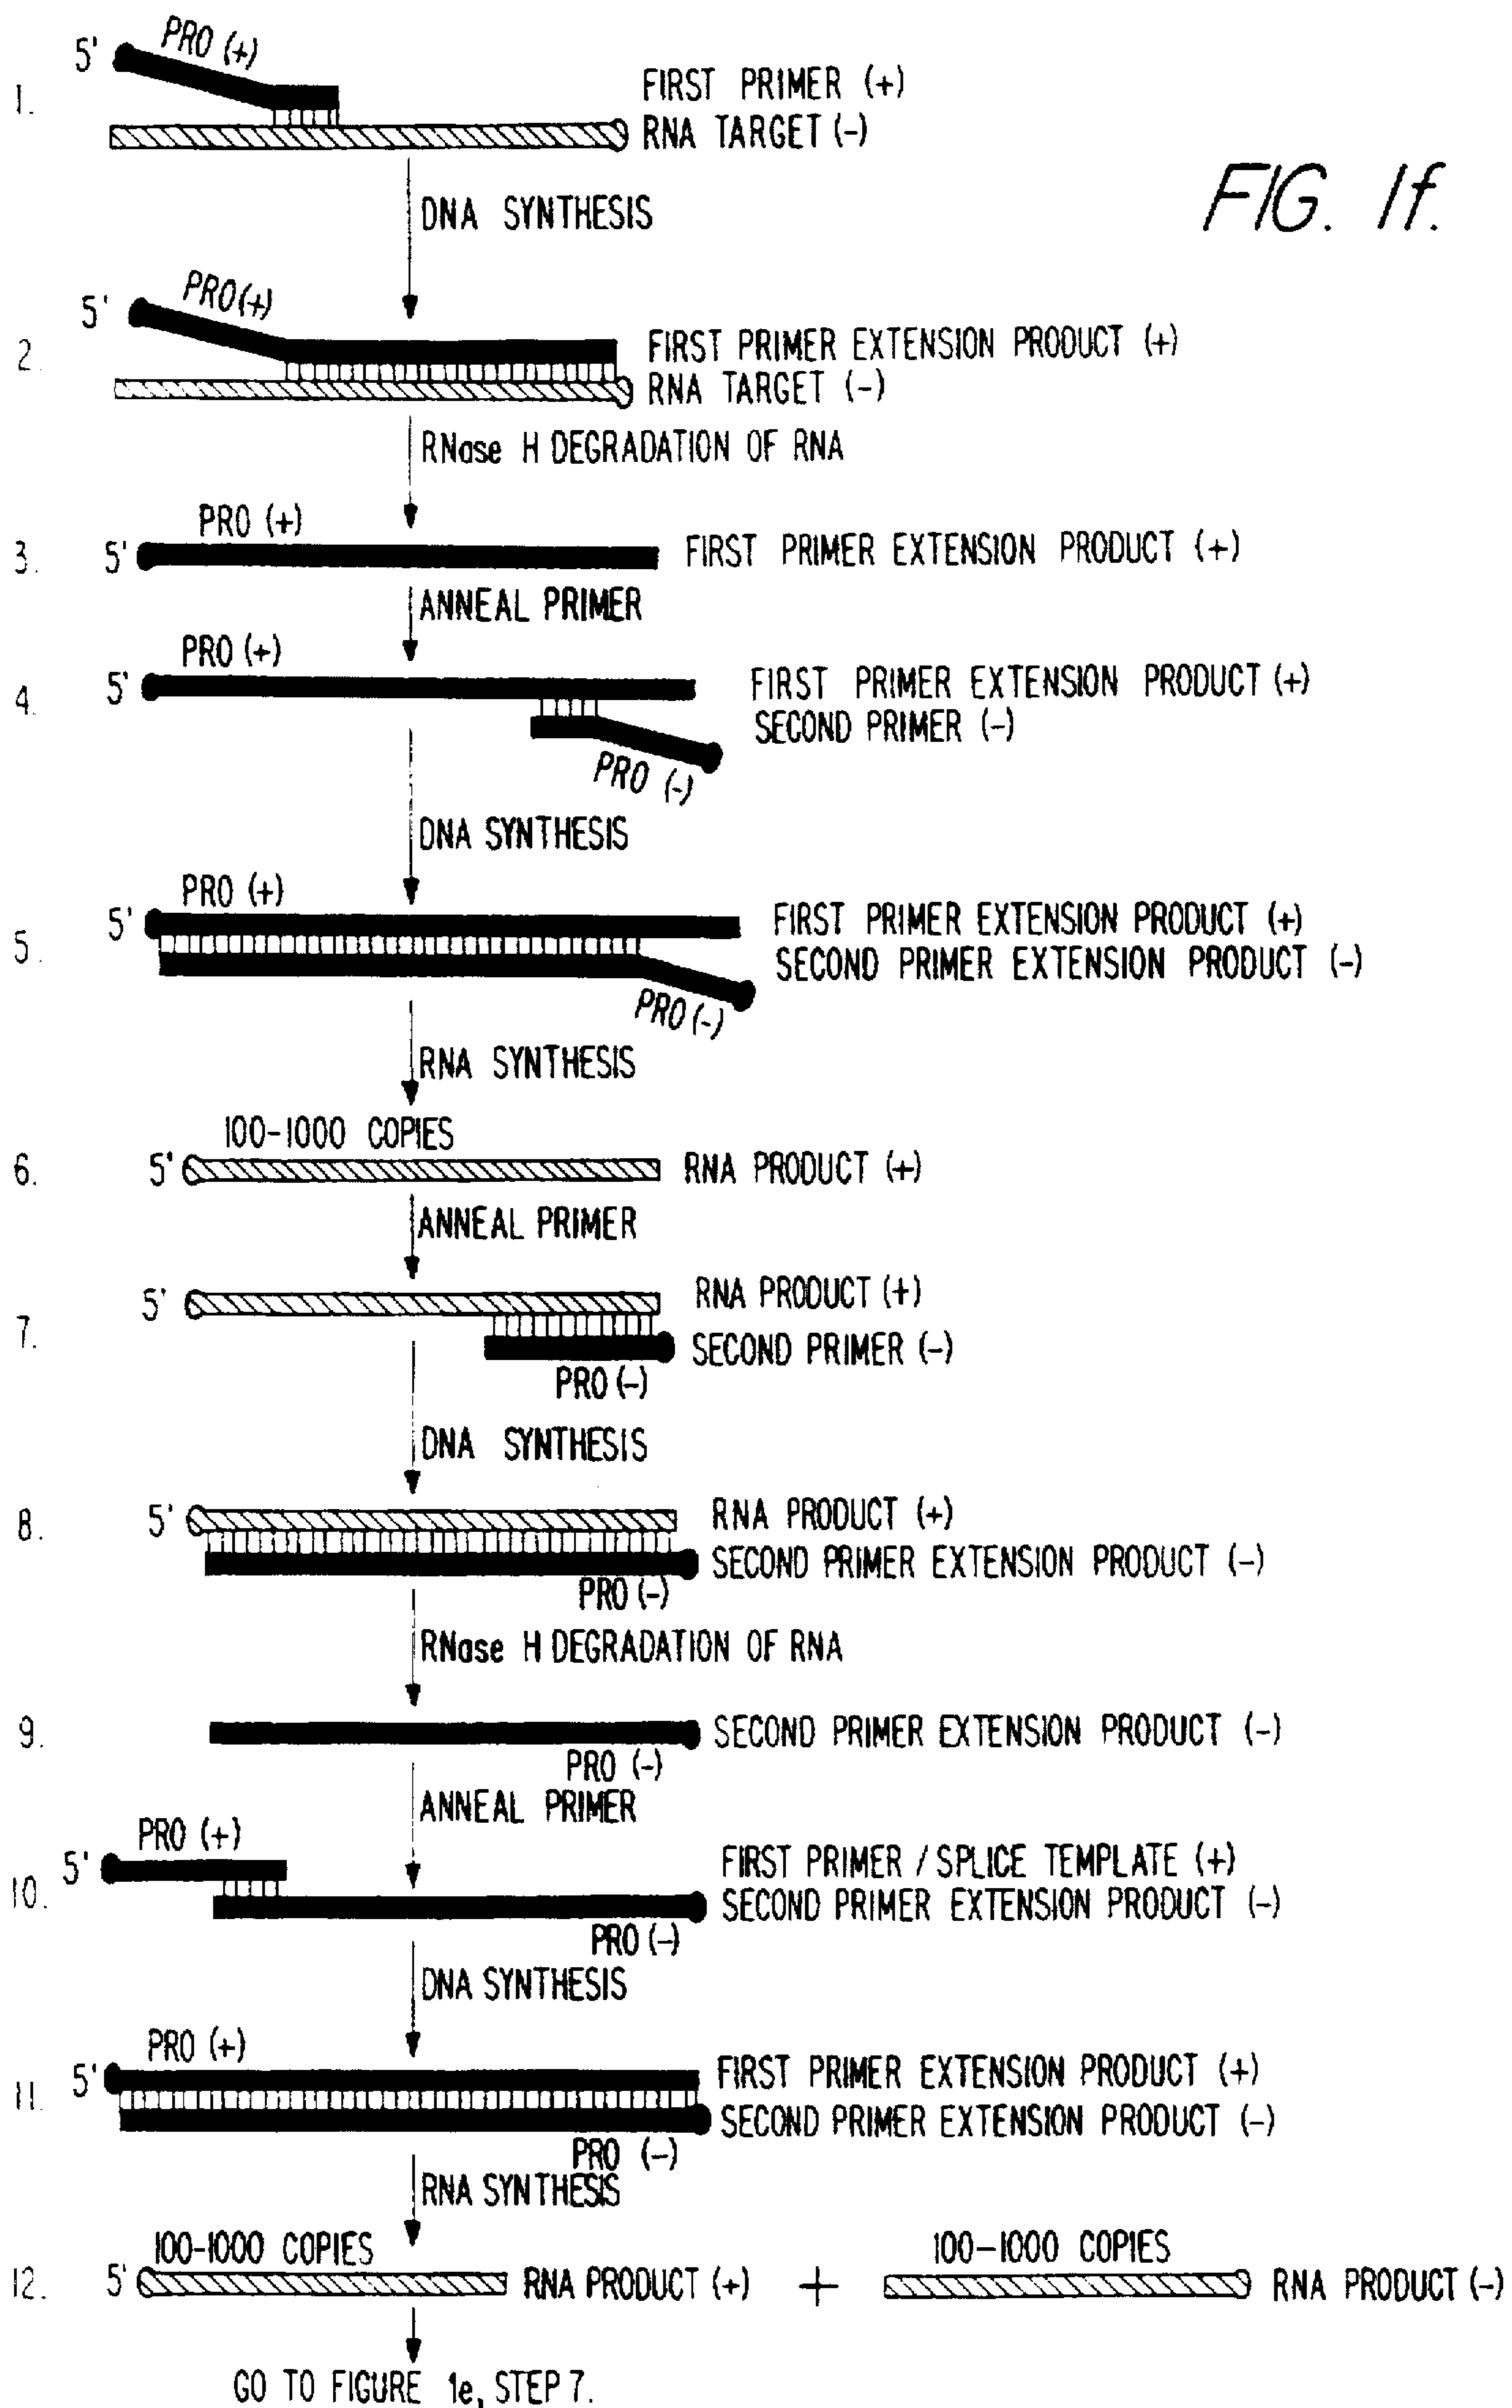 FIG. 1f.
5' PRO (+)
1.
FIRST PRIMER (+)
RNA TARGET (-)
DNA SYNTHESIS
5' PRO(+)
2.
FIRST PRIMER EXTENSION PRODUCT (+)
RNA TARGET (-)
RNase H DEGRADATION OF RNA
PRO (+)
3. 5' FIRST PRIMER EXTENSION PRODUCT (+)
ANNEAL PRIMER
PRO (+)
4. 5' FIRST PRIMER EXTENSION PRODUCT (+)
SECOND PRIMER (-)
PRO (-)
DNA SYNTHESIS
PRO (+)
5. 5' FIRST PRIMER EXTENSION PRODUCT (+)
SECOND PRIMER EXTENSION PRODUCT (-)
PRO (-)
RNA SYNTHESIS
100-1000 COPIES
6. 5' RNA PRODUCT (+)
ANNEAL PRIMER
7. 5' RNA PRODUCT (+)
SECOND PRIMER (-)
PRO (-)
DNA SYNTHESIS
8. 5' RNA PRODUCT (+)
SECOND PRIMER EXTENSION PRODUCT (-)
PRO (-)
RNase H DEGRADATION OF RNA
9. SECOND PRIMER EXTENSION PRODUCT (-)
PRO (-)
ANNEAL PRIMER
PRO (+)
10. 5' FIRST PRIMER / SPLICE TEMPLATE (+)
SECOND PRIMER EXTENSION PRODUCT (-)
PRO (-)
DNA SYNTHESIS
PRO (+)
11. 5' FIRST PRIMER EXTENSION PRODUCT (+)
SECOND PRIMER EXTENSION PRODUCT (-)
PRO (-)
RNA SYNTHESIS
100-1000 COPIES 100-1000 COPIES
12. 5' RNA PRODUCT (+) + RNA PRODUCT (-)
GO TO FIGURE 1e, STEP 7.